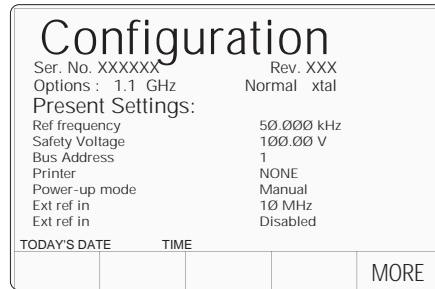 Configuration
Ser. No. XXXXXX Rev. XXX
Options : 1.1 GHz Normal xtal
Present Settings:
Ref frequency 5Ø.ØØØ kHz
Safety Voltage 1ØØ.ØØ V
Bus Address 1
Printer NONE
Power-up mode Manual
Ext ref in 1Ø MHz
Ext ref in Disabled
TODAY'S DATE TIME
MORE